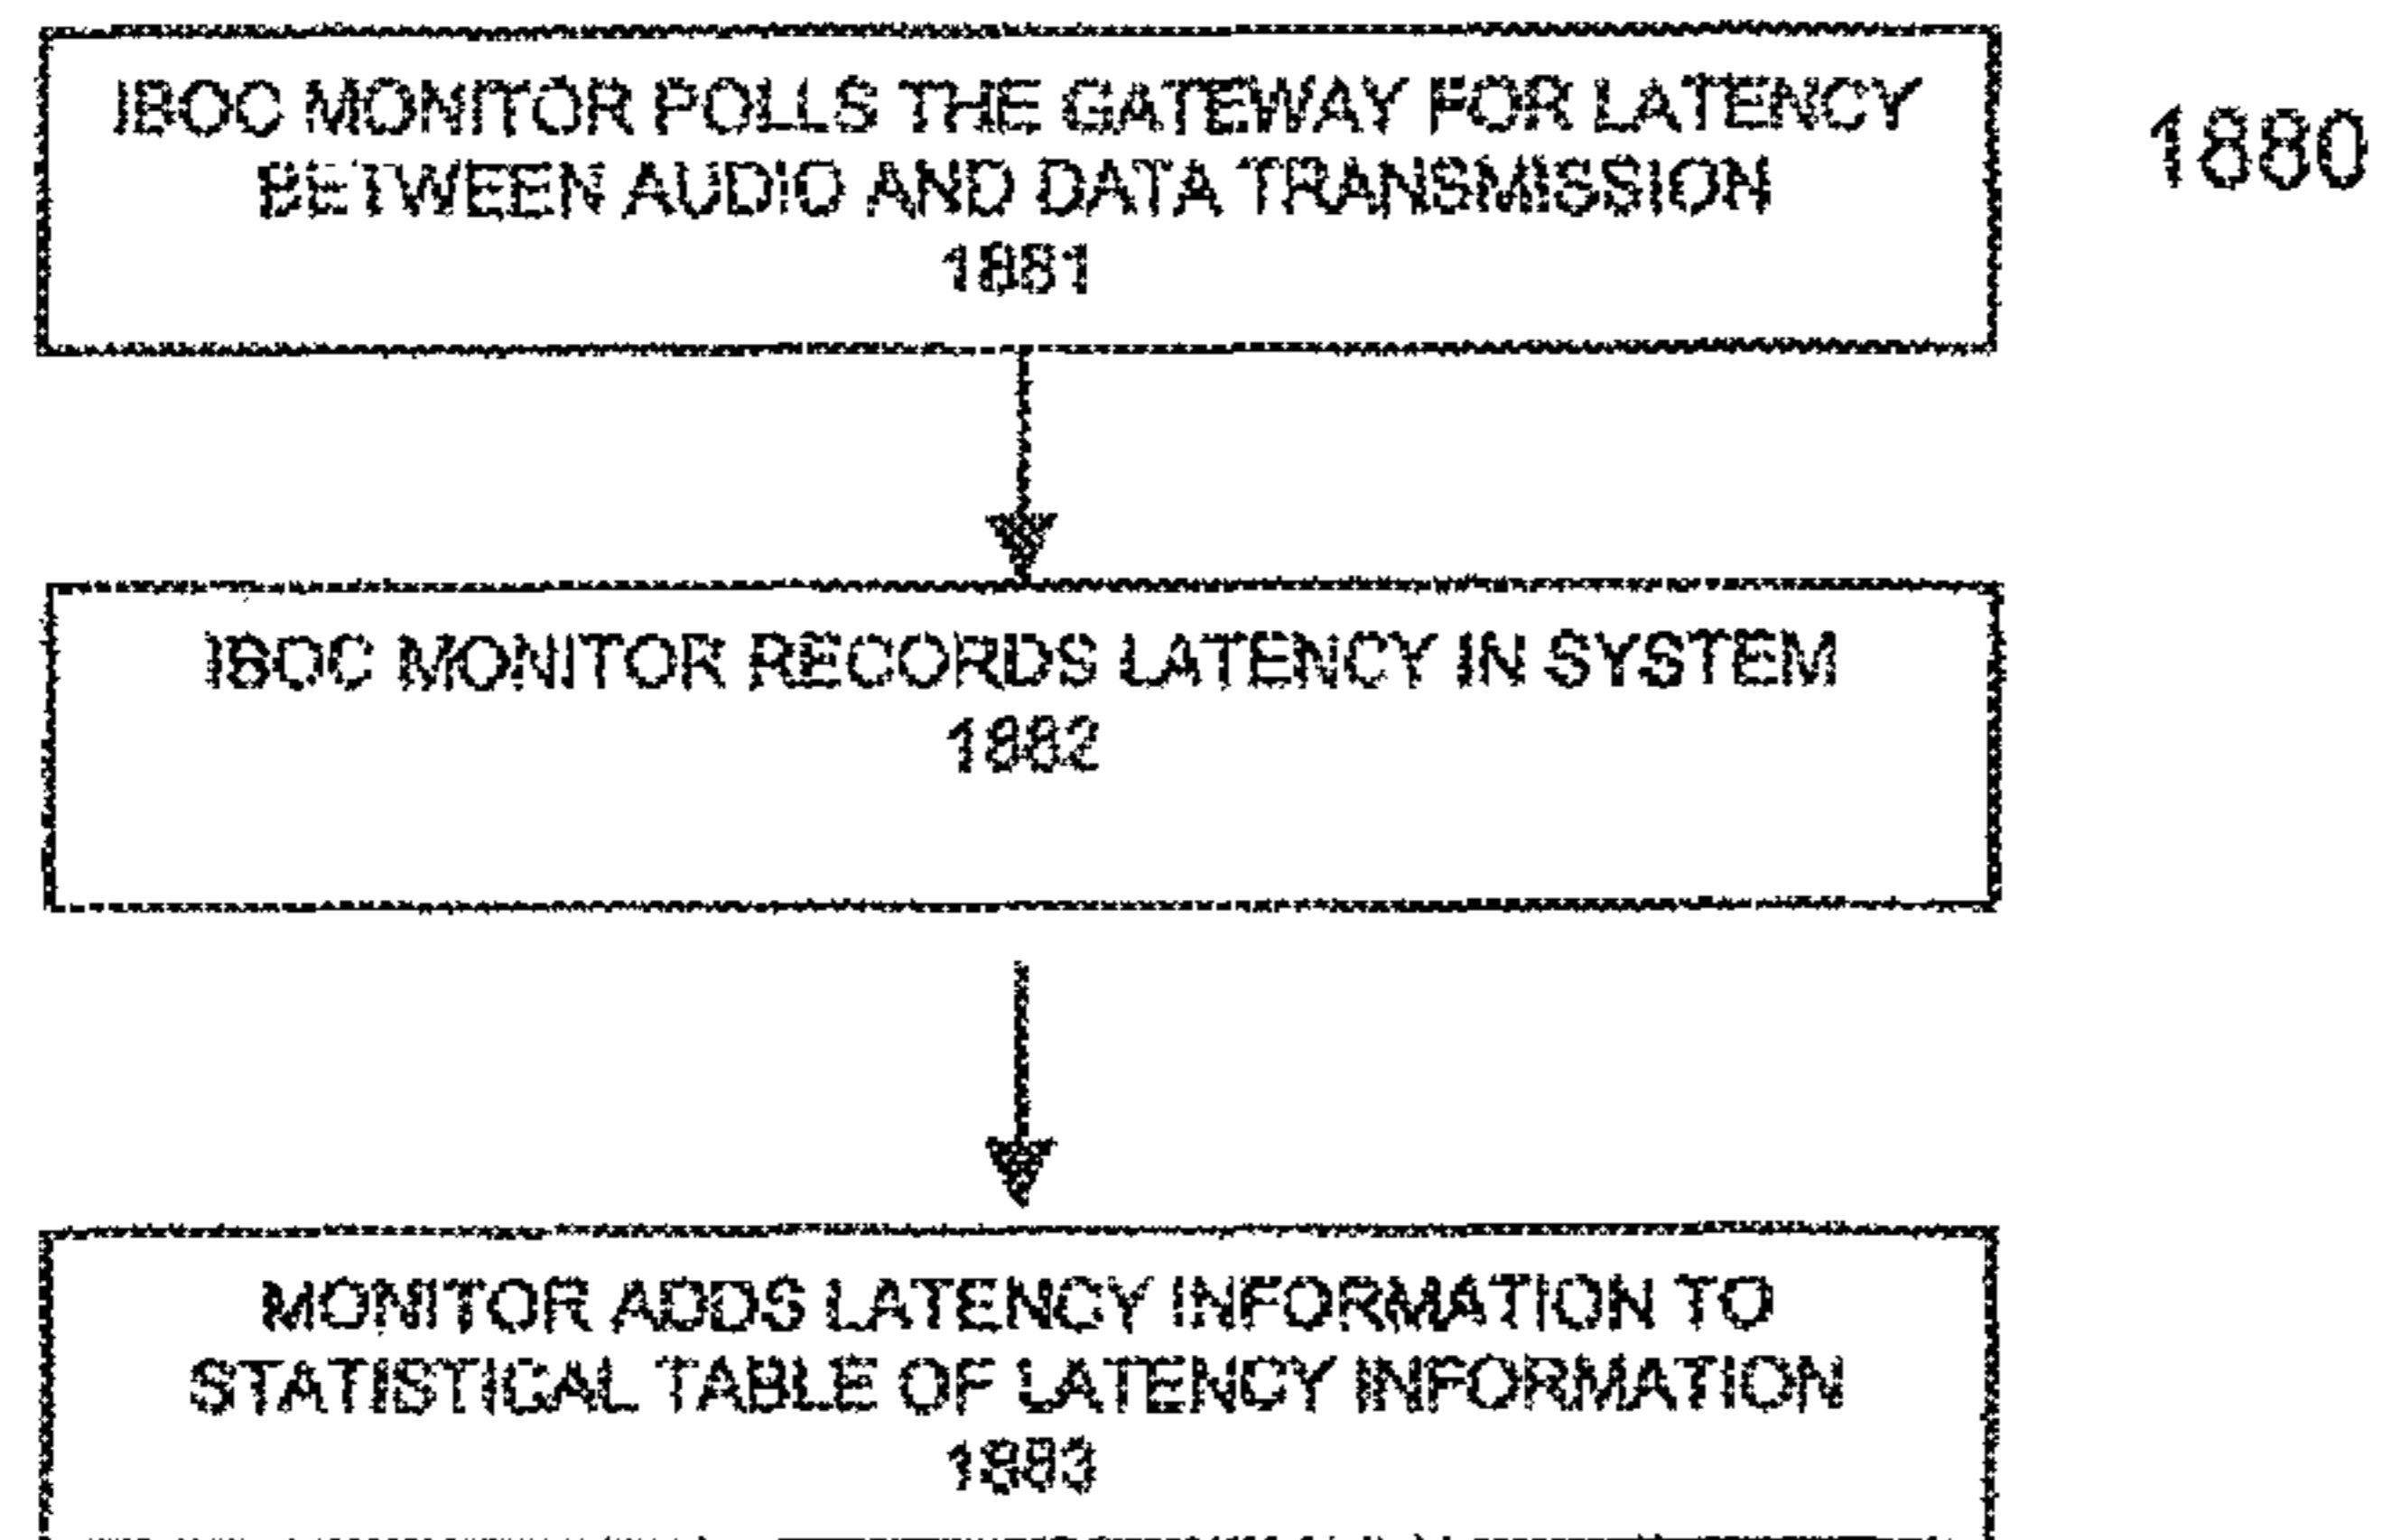 IBOC MONITOR POLLS THE GATEWAY FOR LATENCY
BETWEEN AUDIO AND DATA TRANSMISSION
1881
1880
IBOC MONITOR RECORDS LATENCY IN SYSTEM
1882
MONITOR ADDS LATENCY INFORMATION TO
STATISTICAL TABLE OF LATENCY INFORMATION
1883